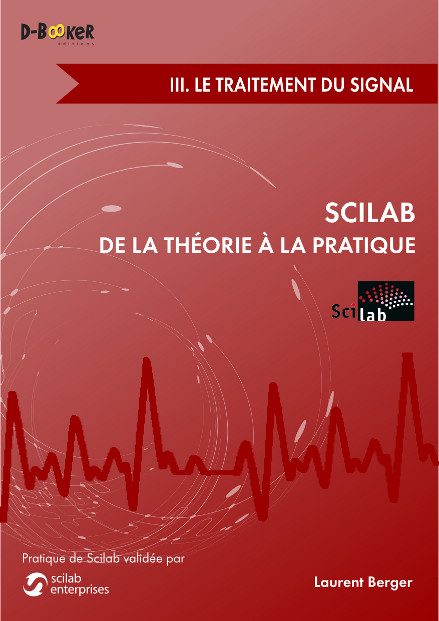 D-BOOKER
éditions
III. LE TRAITEMENT DU SIGNAL
SCILAB
DE LA THÉORIE À LA PRATIQUE
Scilab
Pratique de Scilab validée par
scilab
enterprises
Laurent Berger